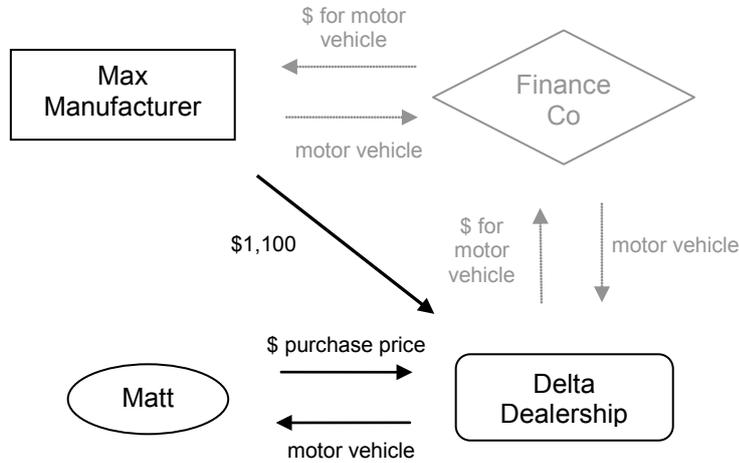 $ for motor
vehicle
Max
Manufacturer
Finance
Co
motor vehicle
$1,100
$ for
motor
vehicle
motor vehicle
$ purchase price
Matt
Delta
Dealership
motor vehicle